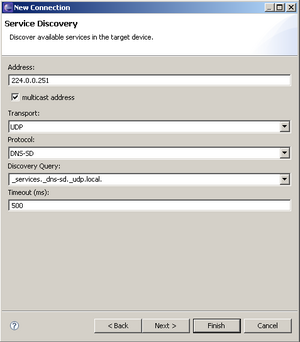 New Connection
Service Discovery
Discover available services in the target device.
Address:
224.0.0.251
multicast address
Transport:
UDP
Protocol:
DNS-SD
Discovery Query:
_services._dns-sd._udp.local.
Timeout (ms):
500
?
< Back Next > Finish Cancel